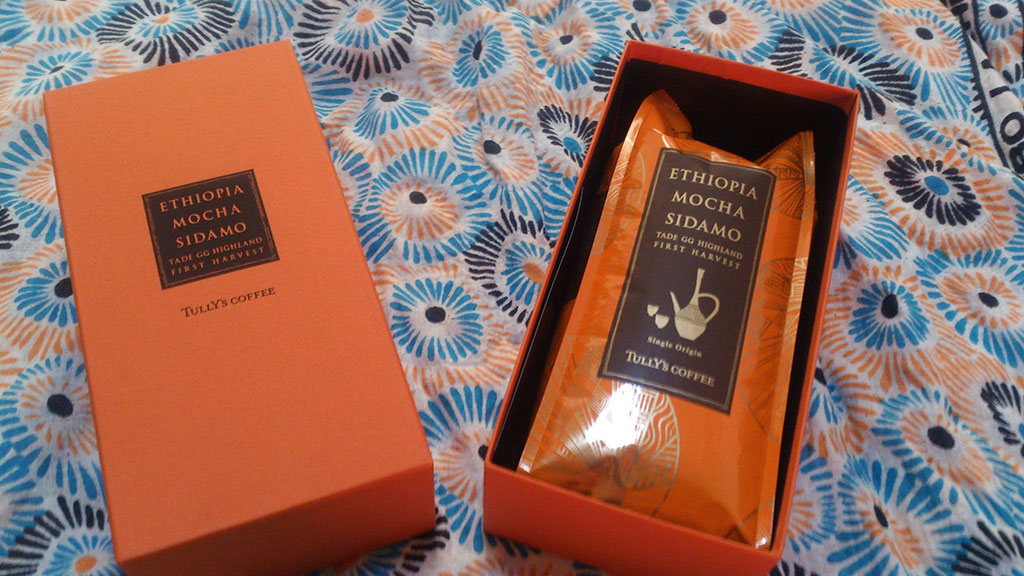 ETHIOPIA
MOCHA
SIDAMO
TADE GG HIGHLAND
FIRST HARVEST
TULLY'S COFFEE
ETHIOPIA
MOCHA
SIDAMO
TADE GG HIGHLAND
FIRST HARVEST
Single Origin
TULLY'S COFFEE